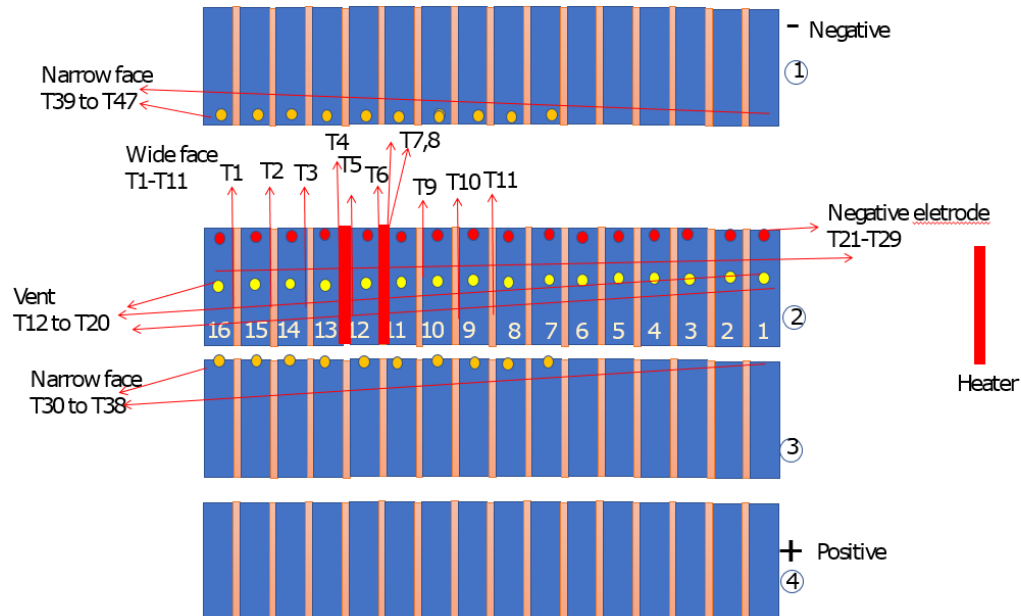 - Negative
1
Narrow face
T39 to T47
Wide face
T1-T11
T1
T2
T3
T4
T5
T6
T7,8
T9
T10
T11
Negative eletrode
T21-T29
Vent
T12 to T20
16 15 14 13 12 11 10 9 8 7 6 5 4 3 2 1
2
Narrow face
T30 to T38
Heater
3
+ Positive
4